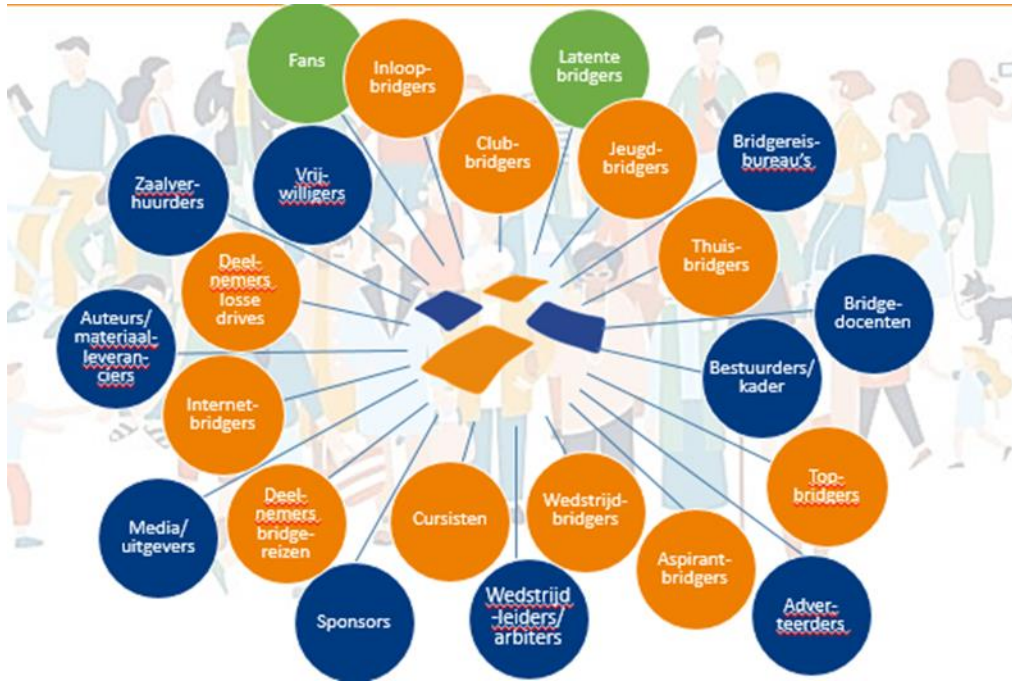 Fans
Inloop-
bridgers
Latente
bridgers
Club-
bridgers
Jeugd-
bridgers
Bridgereis-
bureau's
Zaalver-
huurders
Vrij-
willigers
Thuis-
bridgers
Deel-
nemers
losse
drives
Bridge-
docenten
Auteurs/
materiaal-
leveran-
ciers
Bestuurders/
kader
Internet-
bridgers
Top-
bridgers
Media/
uitgevers
Deel-
nemers
bridge-
reizen
Cursisten
Wedstrijd-
bridgers
Aspirant-
bridgers
Sponsors
Wedstrijd
-leiders/
arbiters
Adver-
teerders